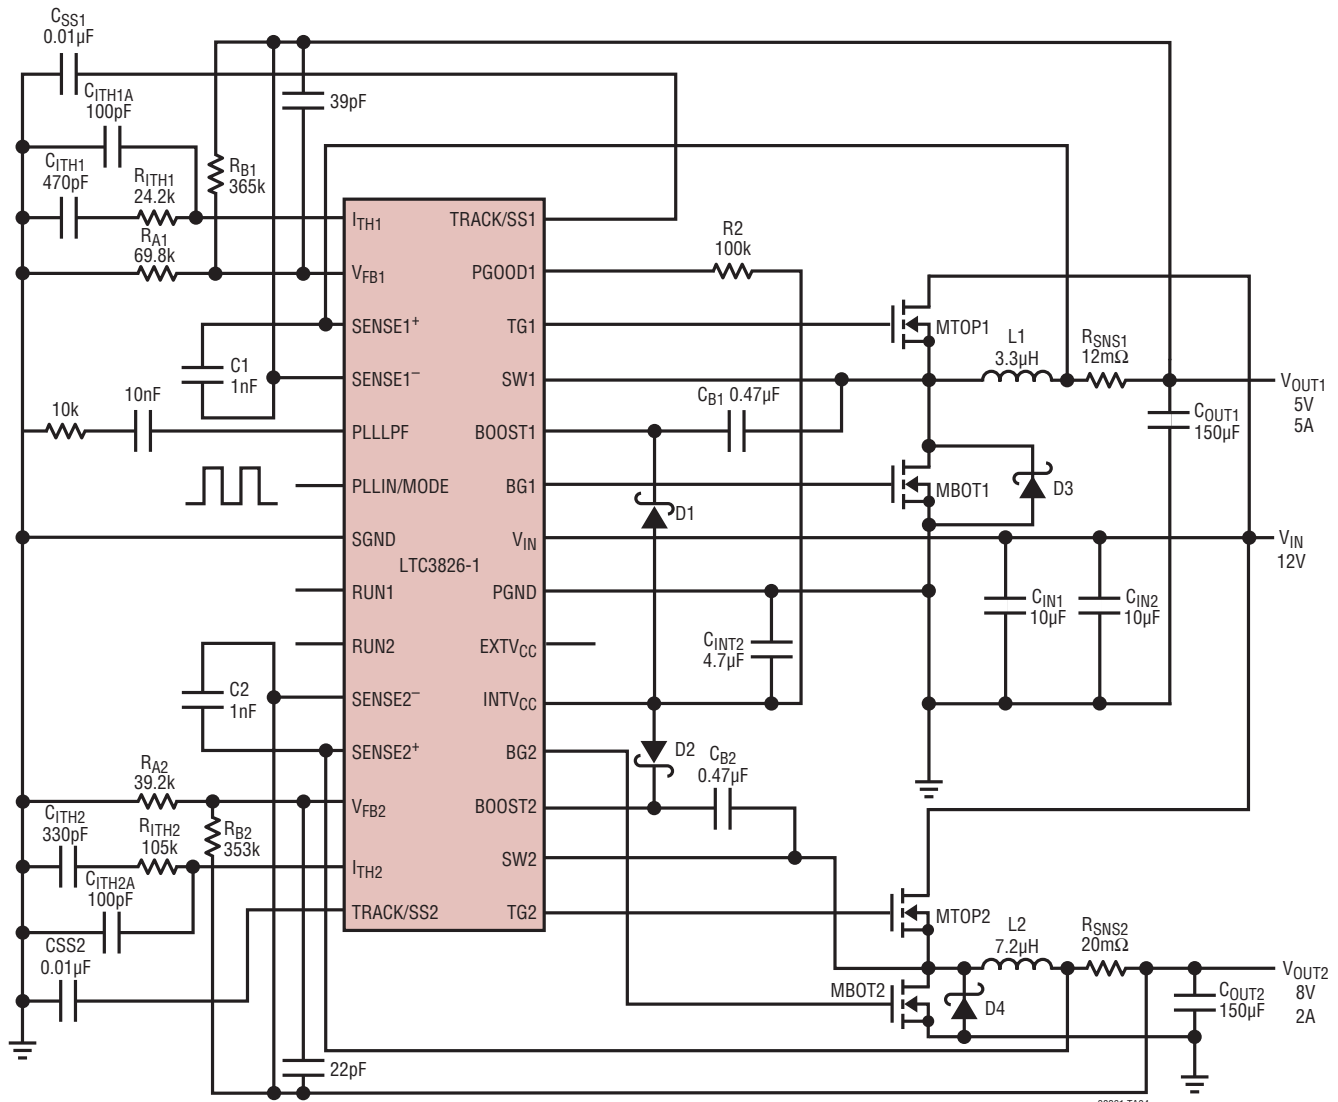 CSS1
0.01µF
CITH1A
100pF
39pF
CITH1
470pF
RITH1
24.2k
RB1
365k
RA1
69.8k
C1
1nF
10k
10nF
ITH1
VFB1
SENSE1+
SENSE1–
PLLLPF
PLLIN/MODE
SGND
RUN1
RUN2
SENSE2–
SENSE2+
VFB2
ITH2
TRACK/SS2
LTC3826-1
TRACK/SS1
PGOOD1
TG1
SW1
BOOST1
BG1
VIN
PGND
EXTVCC
INTVCC
BG2
BOOST2
SW2
TG2
R2
100k
MTOP1
L1
3.3µH
RSNS1
12mΩ
CB1 0.47µF
VOUT1
5V
5A
COUT1
150µF
MBOT1
D3
D1
VIN
12V
CIN1
10µF
CIN2
10µF
CINT2
4.7µF
C2
1nF
D2
CB2
0.47µF
RA2
39.2k
CITH2
330pF
RITH2
105k
RB2
353k
CITH2A
100pF
CSS2
0.01µF
22pF
MTOP2
L2
7.2µH
RSNS2
20mΩ
MBOT2
D4
VOUT2
8V
2A
COUT2
150µF